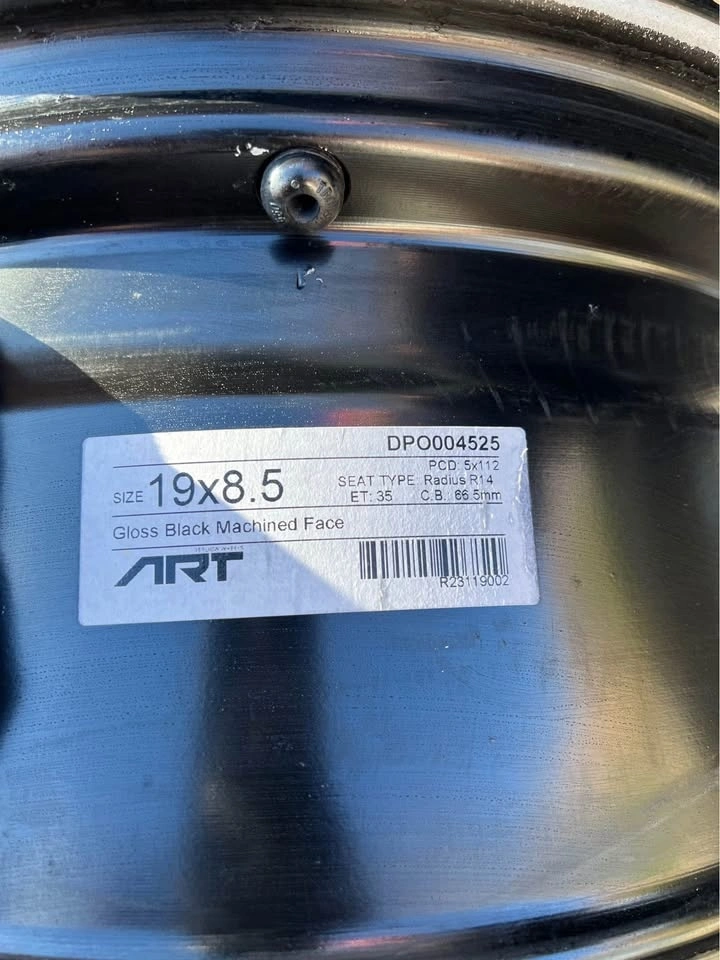 DPO004525
PCD: 5x112
SIZE 19x8.5
SEAT TYPE: Radius R14
ET: 35 C.B.: 66.5mm
Gloss Black Machined Face
ART
R23119002